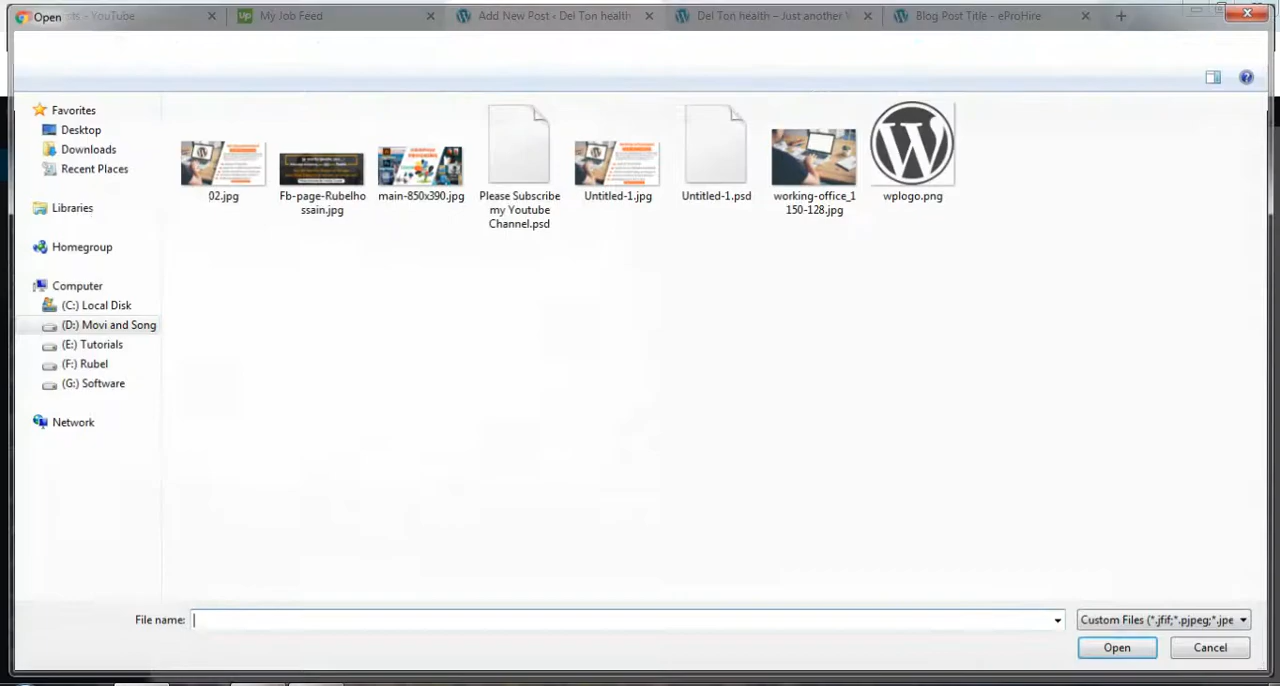 Open
ts - YouTube
My Job Feed
Add New Post ‹ Del Ton health
Del Ton health – Just another W
Blog Post Title - eProHire
Favorites
Desktop
Downloads
Recent Places
Libraries
Homegroup
Computer
(C:) Local Disk
(D:) Movi and Song
(E:) Tutorials
(F:) Rubel
(G:) Software
Network
02.jpg
Fb-page-Rubelho
ssain.jpg
main-850x390.jpg
Please Subscribe
my Youtube
Channel.psd
Untitled-1.jpg
Untitled-1.psd
working-office_1
150-128.jpg
wplogo.png
File name:
Custom Files (*.jfif;*.pjpeg;*.jpe
Open
Cancel